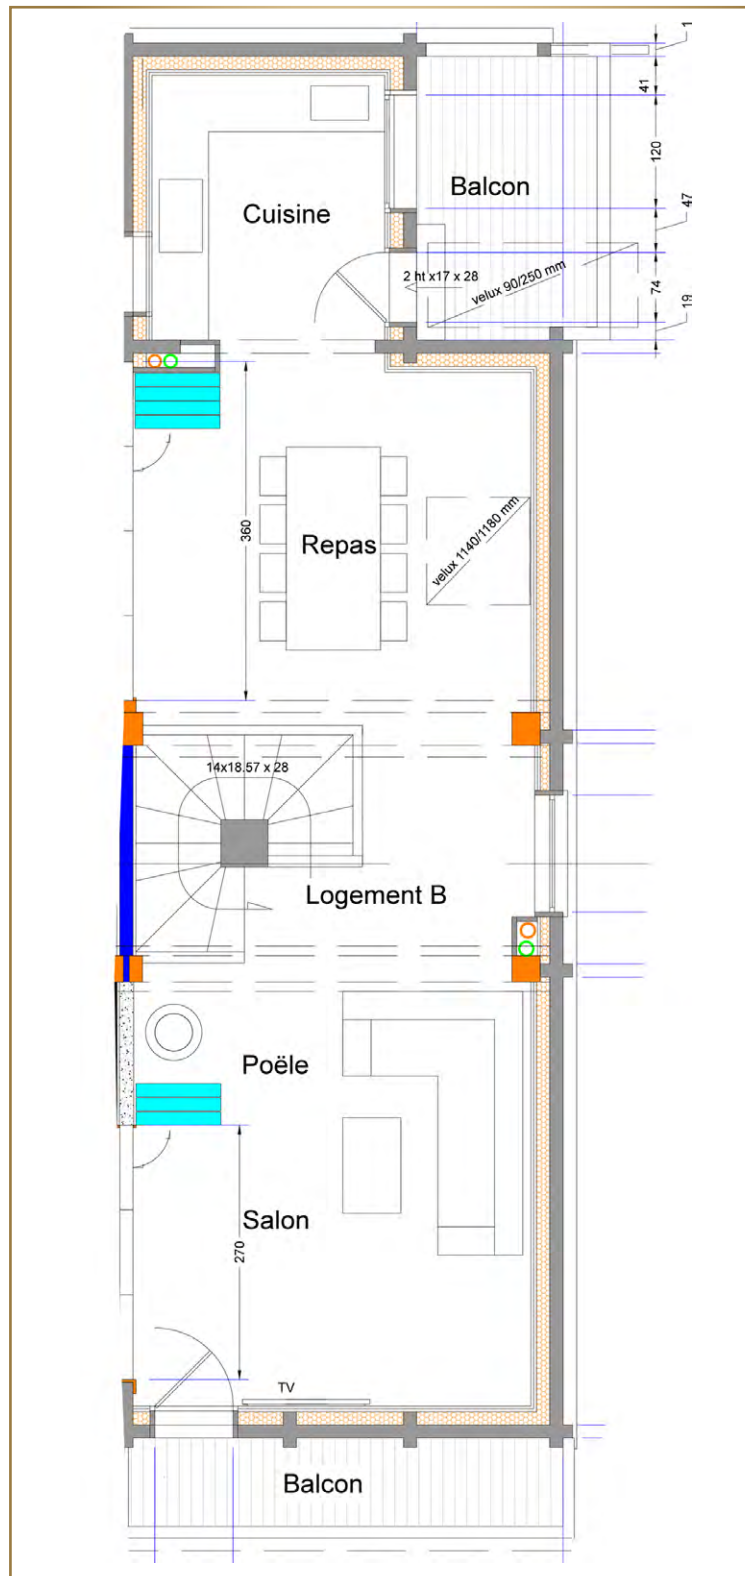 1
41
120
Cuisine
Balcon
47
2 ht x17 x 28
velux 90/250 mm
74
19
360
Repas
velux 1140/1180 mm
14x18.57 x 28
Logement B
Poële
Salon
270
TV
Balcon